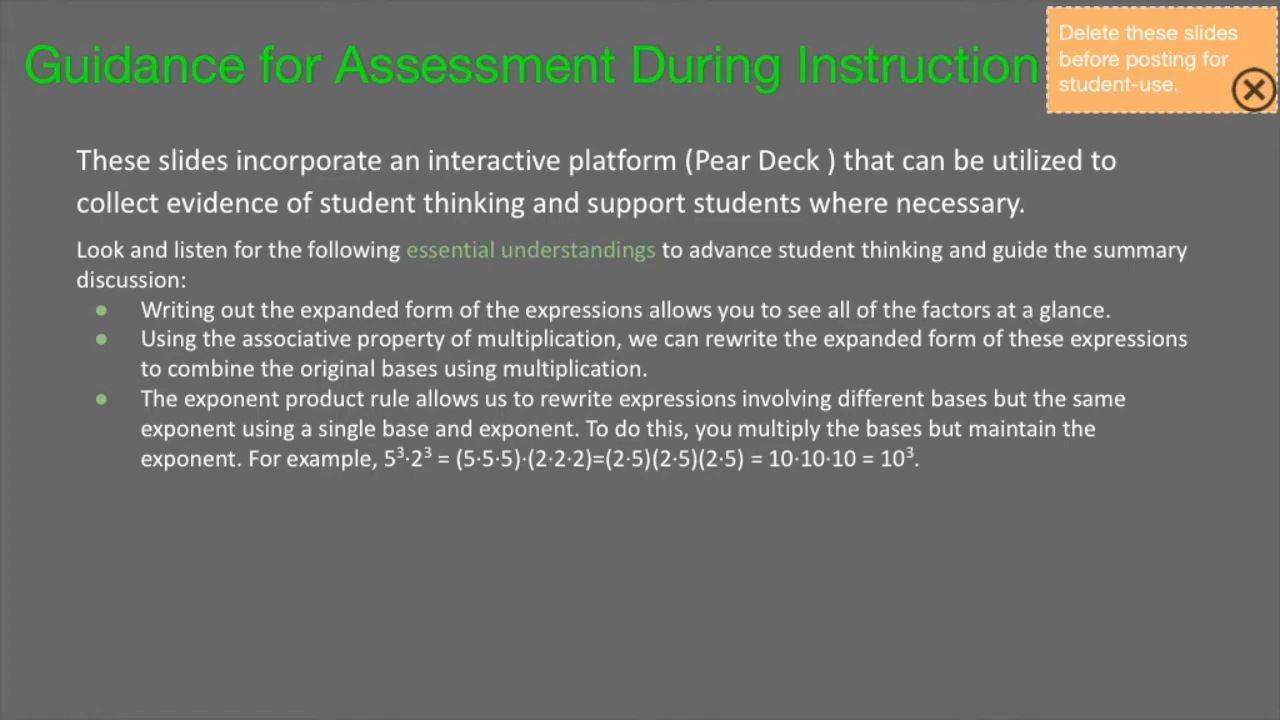 Guidance for Assessment During Instruction
Delete these slides
before posting for
student-use.
These slides incorporate an interactive platform (Pear Deck ) that can be utilized to
collect evidence of student thinking and support students where necessary.
Look and listen for the following essential understandings to advance student thinking and guide the summary
discussion:
● Writing out the expanded form of the expressions allows you to see all of the factors at a glance.
● Using the associative property of multiplication, we can rewrite the expanded form of these expressions
to combine the original bases using multiplication.
● The exponent product rule allows us to rewrite expressions involving different bases but the same
exponent using a single base and exponent. To do this, you multiply the bases but maintain the
exponent. For example, 5³·2³ = (5·5·5)·(2·2·2)=(2·5)(2·5)(2·5) = 10·10·10 = 10³.